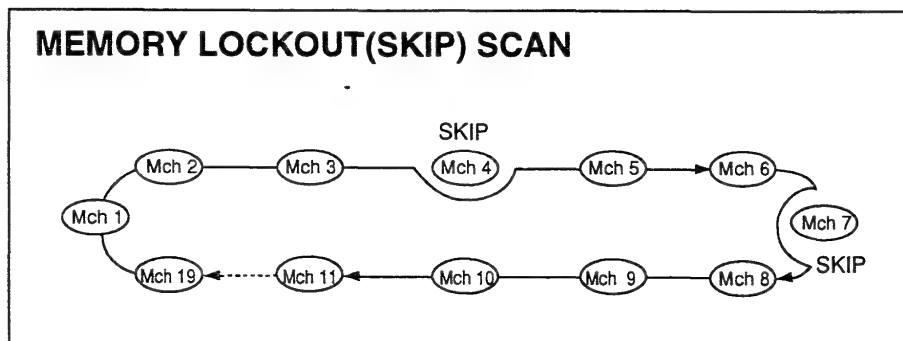 MEMORY LOCKOUT(SKIP) SCAN
SKIP
Mch 2 Mch 3 Mch 4 Mch 5 Mch 6
Mch 1 Mch 7
SKIP
Mch 19 Mch 11 Mch 10 Mch 9 Mch 8